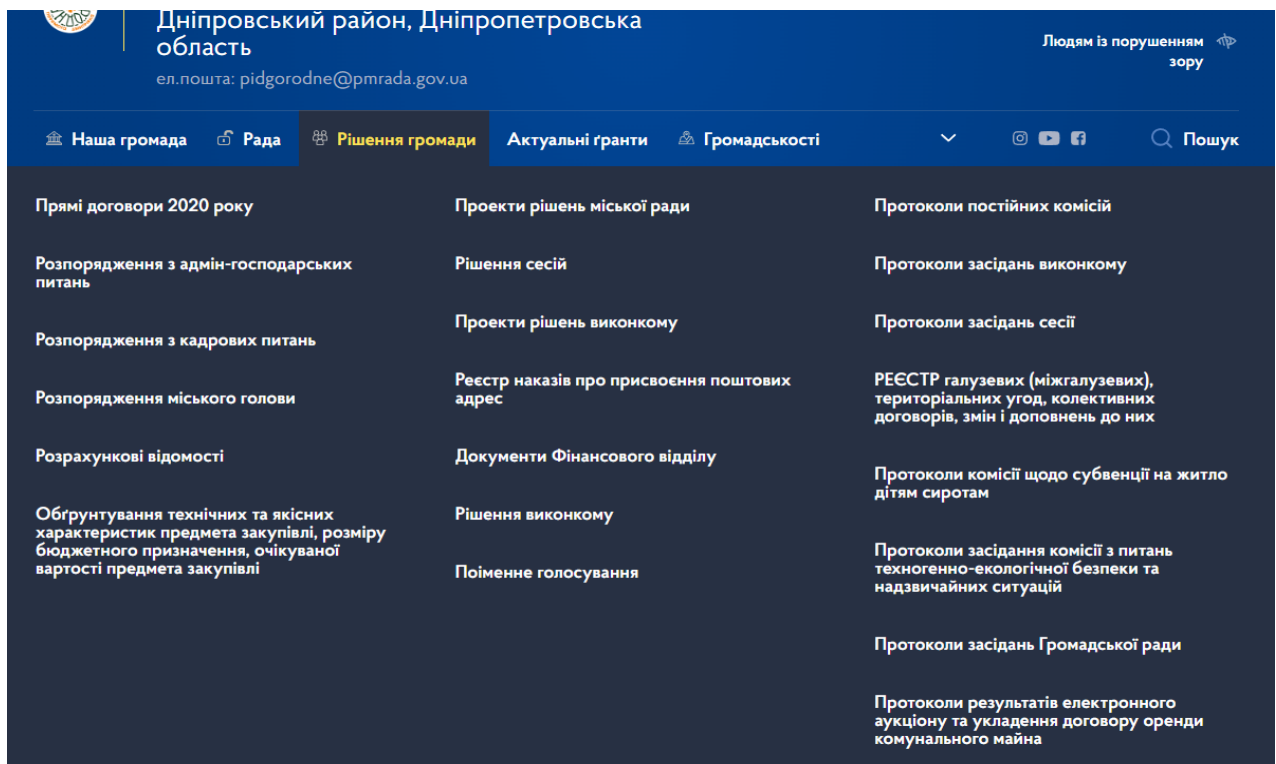 Дніпровський район, Дніпропетровська
область
ел.пошта: pidgorodne@pmrada.gov.ua
Людям із порушенням
зору
Наша громада
Рада
Рішення громади
Актуальні ґранти
Громадськості
Пошук
Прямі договори 2020 року
Розпорядження з адмін-господарських
питань
Розпорядження з кадрових питань
Розпорядження міського голови
Розрахункові відомості
Обґрунтування технічних та якісних
характеристик предмета закупівлі, розміру
бюджетного призначення, очікуваної
вартості предмета закупівлі
Проекти рішень міської ради
Рішення сесій
Проекти рішень виконкому
Реєстр наказів про присвоєння поштових
адрес
Документи Фінансового відділу
Рішення виконкому
Поіменне голосування
Протоколи постійних комісій
Протоколи засідань виконкому
Протоколи засідань сесії
РЕЄСТР галузевих (міжгалузевих),
територіальних угод, колективних
договорів, змін і доповнень до них
Протоколи комісії щодо субвенції на житло
дітям сиротам
Протоколи засідання комісії з питань
техногенно-екологічної безпеки та
надзвичайних ситуацій
Протоколи засідань Громадської ради
Протоколи результатів електронного
аукціону та укладення договору оренди
комунального майна